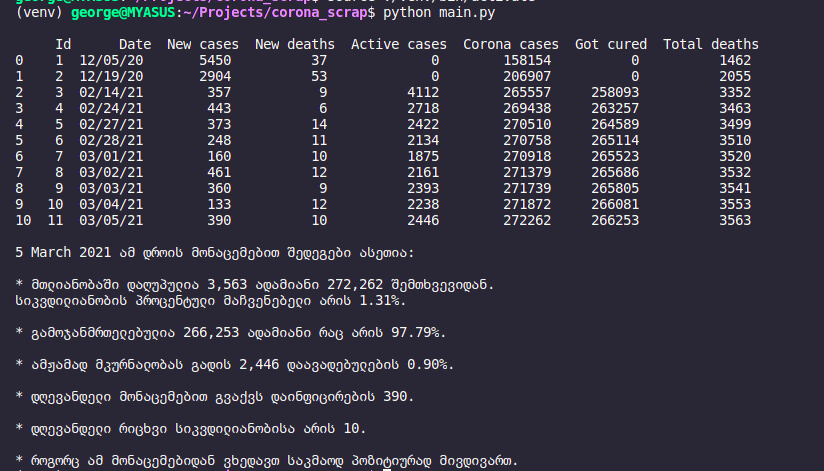 (venv) george@MYASUS:~/Projects/corona_scrap$ python main.py
Id Date New cases New deaths Active cases Corona cases Got cured Total deaths
0 1 12/05/20 5450 37 0 158154 0 1462
1 2 12/19/20 2904 53 0 206907 0 2055
2 3 02/14/21 357 9 4112 265557 258093 3352
3 4 02/24/21 443 6 2718 269438 263257 3463
4 5 02/27/21 373 14 2422 270510 264589 3499
5 6 02/28/21 248 11 2134 270758 265114 3510
6 7 03/01/21 160 10 1875 270918 265523 3520
7 8 03/02/21 461 12 2161 271379 265686 3532
8 9 03/03/21 360 9 2393 271739 265805 3541
9 10 03/04/21 133 12 2238 271872 266081 3553
10 11 03/05/21 390 10 2446 272262 266253 3563
5 March 2021 ამ დროის მონაცემებით შედეგები ასეთია:
* მთლიანობაში დაღუპულია 3,563 ადამიანი 272,262 შემთხვევიდან.
სიკვდილიანობის პროცენტული მაჩვენებელი არის 1.31%.
* გამოჯანმრთელებულია 266,253 ადამიანი რაც არის 97.79%.
* ამჟამად მკურნალობას გადის 2,446 დაავადებულების 0.90%.
* დღევანდელი მონაცემებით გვაქვს დაინფიცირების 390.
* დღევანდელი რიცხვი სიკვდილიანობისა არის 10.
* როგორც ამ მონაცემებიდან ვხედავთ საკმაოდ პოზიტიურად მივდივართ.